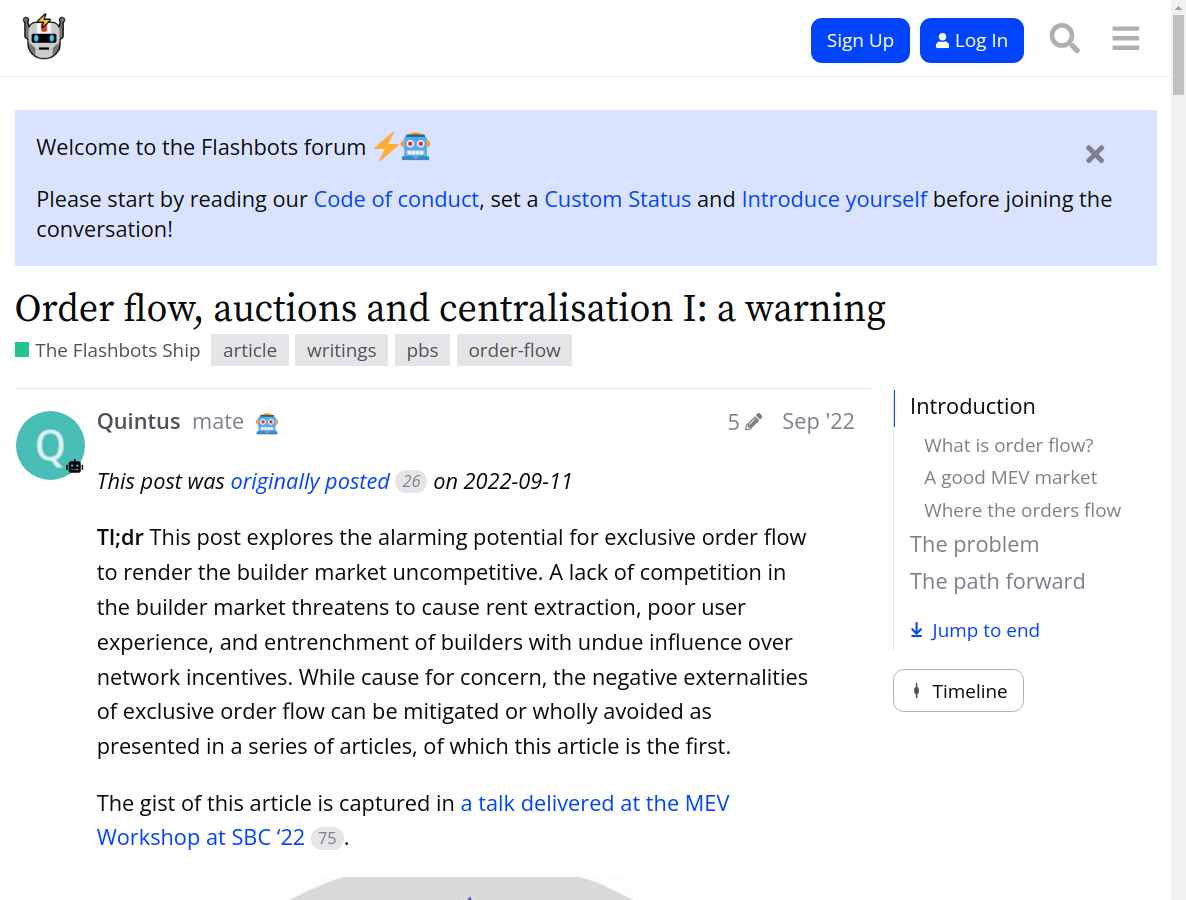 Sign Up
Log In
Welcome to the Flashbots forum
Please start by reading our Code of conduct, set a Custom Status and Introduce yourself before joining the
conversation!
Order flow, auctions and centralisation I: a warning
The Flashbots Ship article writings pbs order-flow
Quintus mate 5 Sep '22
Q
This post was originally posted 26 on 2022-09-11
Tl;dr This post explores the alarming potential for exclusive order flow
to render the builder market uncompetitive. A lack of competition in
the builder market threatens to cause rent extraction, poor user
experience, and entrenchment of builders with undue influence over
network incentives. While cause for concern, the negative externalities
of exclusive order flow can be mitigated or wholly avoided as
presented in a series of articles, of which this article is the first.
The gist of this article is captured in a talk delivered at the MEV
Workshop at SBC ‘22 75.
Introduction
What is order flow?
A good MEV market
Where the orders flow
The problem
The path forward
Jump to end
Timeline